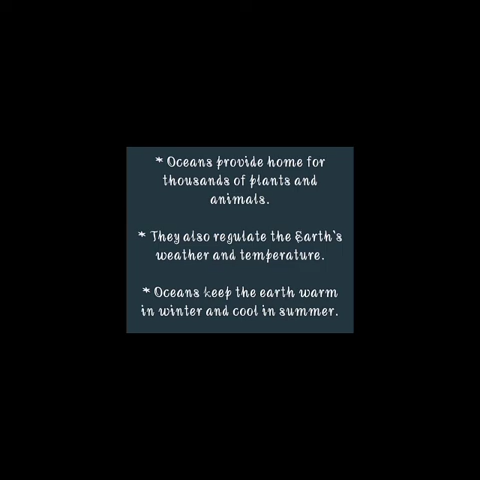 * Oceans provide home for
thousands of plants and
animals.
* They also regulate the Earth's
weather and temperature.
* Oceans keep the earth warm
in winter and cool in summer.